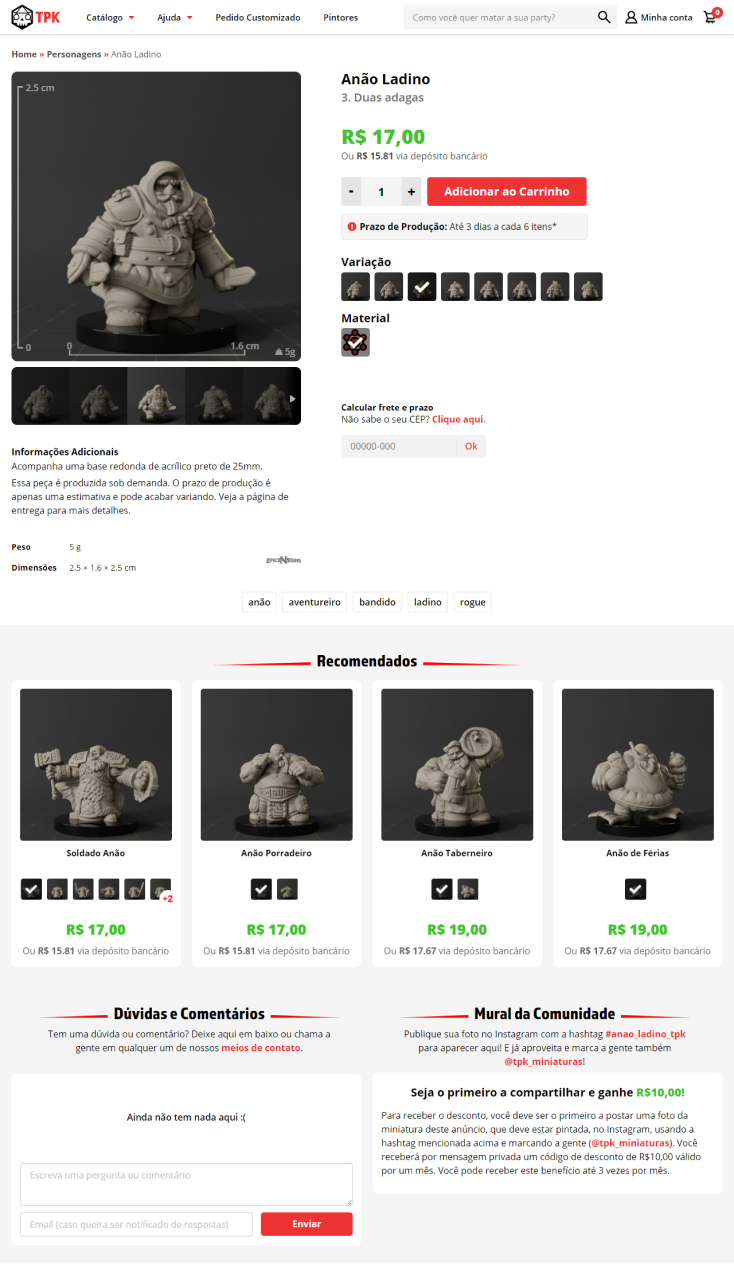 TPK
Catálogo
Ajuda
Pedido Customizado
Pintores
Como você quer matar a sua party?
Minha conta
0
Home » Personagens » Anão Ladino
2.5 cm
0
0
1.6 cm
5g
Anão Ladino
3. Duas adagas
R$ 17,00
Ou R$ 15.81 via depósito bancário
-
1
+
Adicionar ao Carrinho
Prazo de Produção: Até 3 dias a cada 6 itens*
Variação
Material
Calcular frete e prazo
Não sabe o seu CEP? Clique aqui.
00000-000
Ok
Informações Adicionais
Acompanha uma base redonda de acrílico preto de 25mm.
Essa peça é produzida sob demanda. O prazo de produção é
apenas uma estimativa e pode acabar variando. Veja a página de
entrega para mais detalhes.
Peso 5 g
Dimensões 2.5 × 1.6 × 2.5 cm
anão
aventureiro
bandido
ladino
rogue
Recomendados
Soldado Anão
+2
R$ 17,00
Ou R$ 15.81 via depósito bancário
Anão Porradeiro
R$ 17,00
Ou R$ 15.81 via depósito bancário
Anão Taberneiro
R$ 19,00
Ou R$ 17.67 via depósito bancário
Anão de Férias
R$ 19,00
Ou R$ 17.67 via depósito bancário
Dúvidas e Comentários
Tem uma dúvida ou comentário? Deixe aqui em baixo ou chama a
gente em qualquer um de nossos meios de contato.
Ainda não tem nada aqui :(
Escreva uma pergunta ou comentário
Email (caso queira ser notificado de respostas)
Enviar
Mural da Comunidade
Publique sua foto no Instagram com a hashtag #anao_ladino_tpk
para aparecer aqui! E já aproveita e marca a gente também
@tpk_miniaturas!
Seja o primeiro a compartilhar e ganhe R$10,00!
Para receber o desconto, você deve ser o primeiro a postar uma foto da
miniatura deste anúncio, que deve estar pintada, no Instagram, usando a
hashtag mencionada acima e marcando a gente (@tpk_miniaturas). Você
receberá por mensagem privada um código de desconto de R$10,00 válido
por um mês. Você pode receber este benefício até 3 vezes por mês.